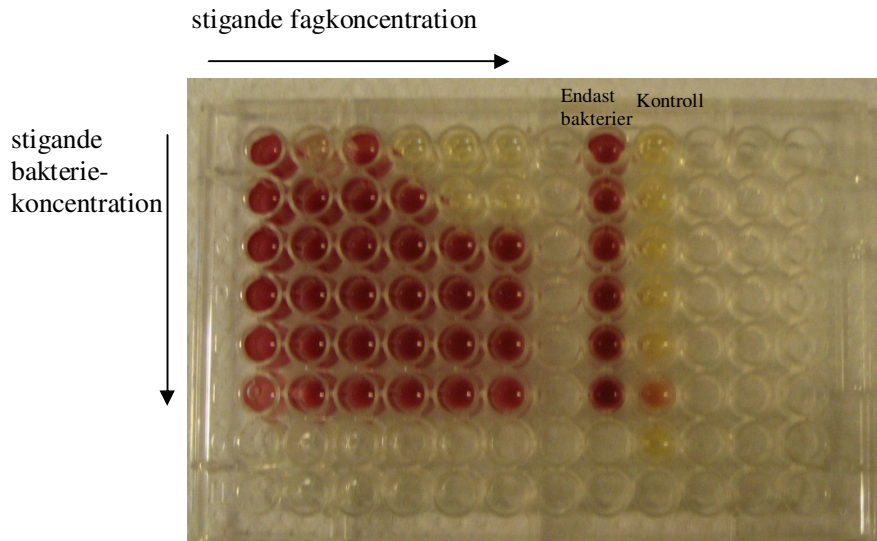 stigande fagkoncentration
Endast
bakterier
Kontroll
stigande
bakterie-
koncentration